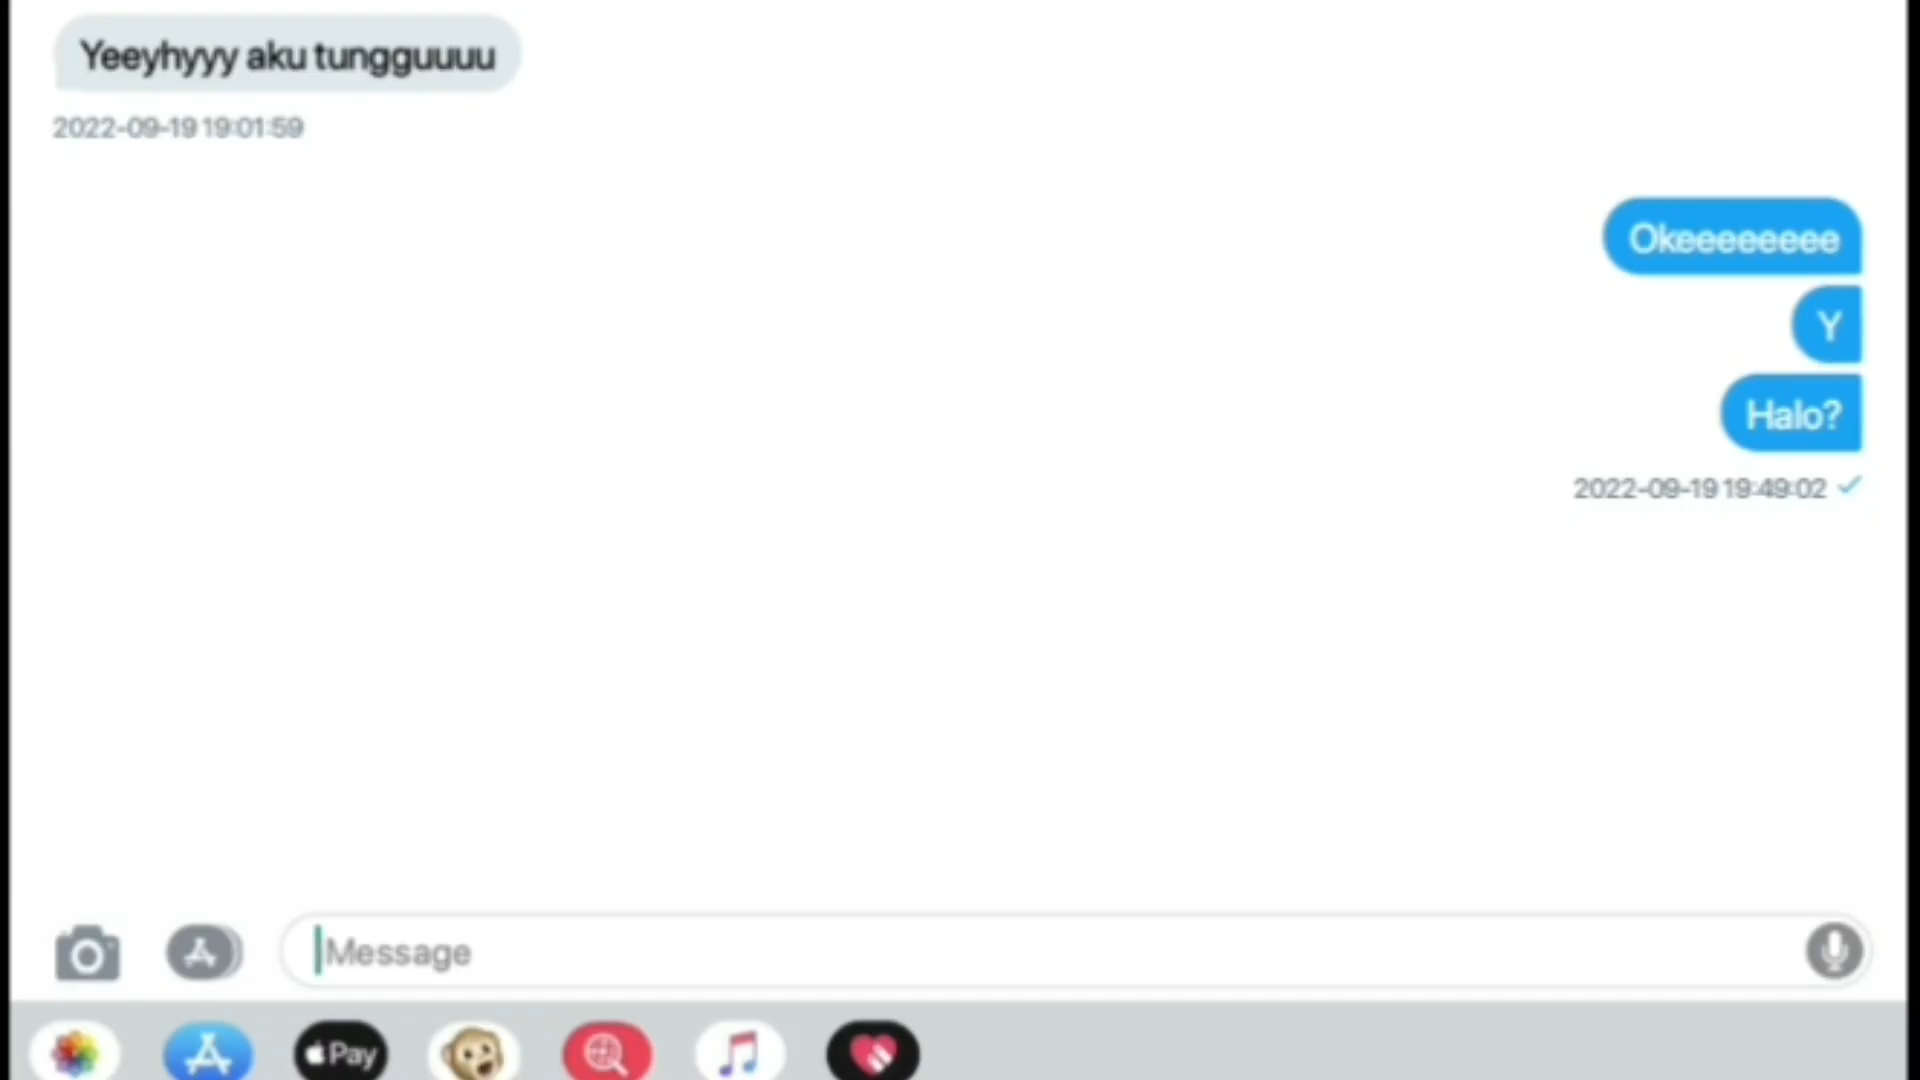 Yeeyhyyy aku tungguuuu
2022-09-19 19:01:59
Okeeeeeeee
Y
Halo?
2022-09-19 19:49:02
Message
Pay